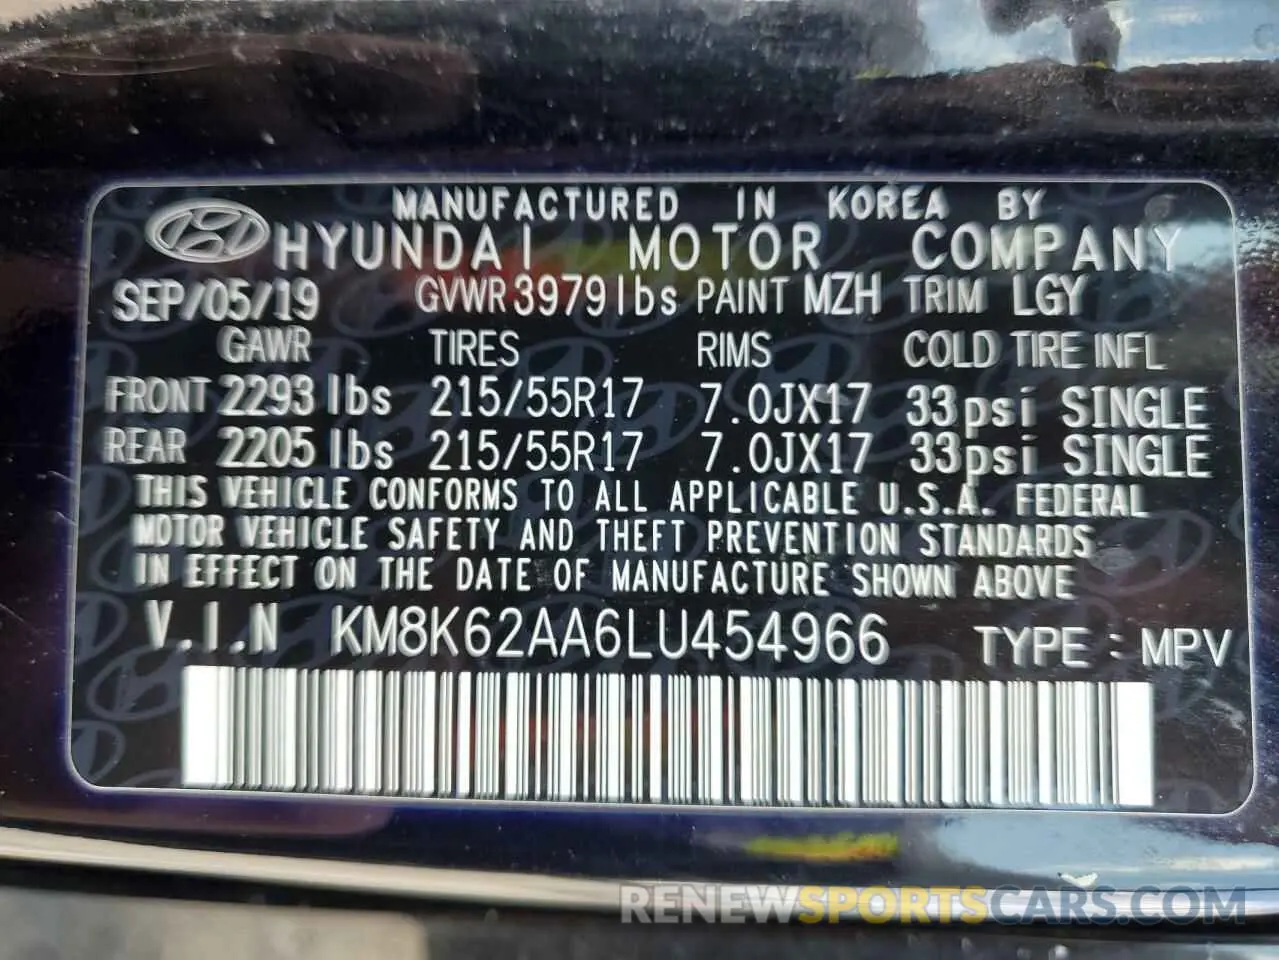 MANUFACTURED IN KOREA BY
HYUNDAI MOTOR COMPANY
SEP/05/19 GVWR 3979lbs PAINT MZH TRIM LGY
GAWR TIRES RIMS COLD TIRE INFL
FRONT 2293 lbs 215/55R17 7.0JX17 33psi SINGLE
REAR 2205 lbs 215/55R17 7.0JX17 33psi SINGLE
THIS VEHICLE CONFORMS TO ALL APPLICABLE U.S.A. FEDERAL
MOTOR VEHICLE SAFETY AND THEFT PREVENTION STANDARDS
IN EFFECT ON THE DATE OF MANUFACTURE SHOWN ABOVE
V.I.N KM8K62AA6LU454966 TYPE : MPV
RENEWSPORTSCARS.COM